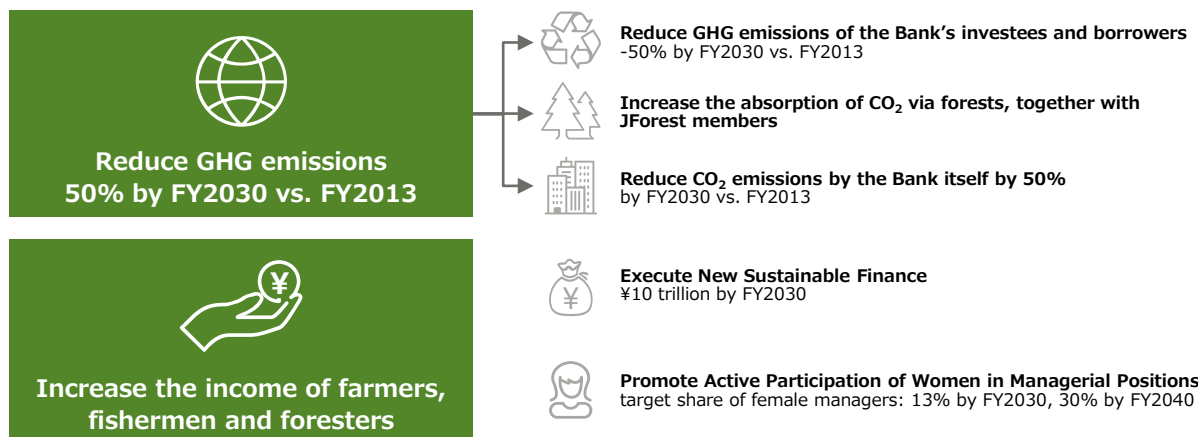 Reduce GHG emissions
50% by FY2030 vs. FY2013
Reduce GHG emissions of the Bank’s investees and borrowers
-50% by FY2030 vs. FY2013
Increase the absorption of CO₂ via forests, together with
JForest members
Reduce CO₂ emissions by the Bank itself by 50%
by FY2030 vs. FY2013
¥
Increase the income of farmers,
fishermen and foresters
¥
Execute New Sustainable Finance
¥10 trillion by FY2030
Promote Active Participation of Women in Managerial Positions
target share of female managers: 13% by FY2030, 30% by FY2040